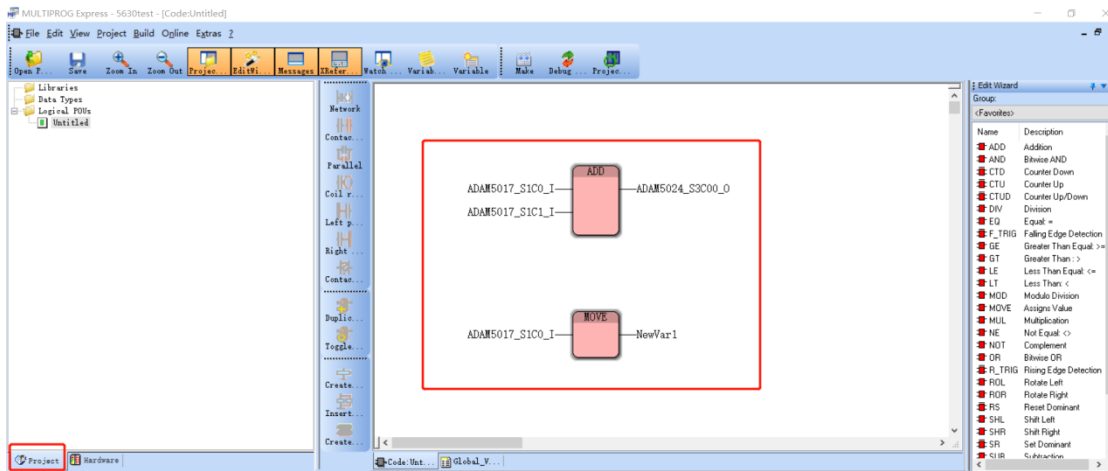 MULTIPROG Express - 5630test - [Code:Untitled]
File Edit View Project Build Online Extras ?
Open P... Save Zoom In Zoom Out Projec... EditWi... Messages XRefer... Watch ... Variab... Variable Make Debug ... Projec...
Libraries
Data Types
Logical POUs
Untitled
Network
Contac...
Parallel
Coil r...
Left p...
Right ...
Contac...
Duplic...
Toggle...
Create...
Insert...
Create...
ADD
ADAM5017_S1C0_I
ADAM5024_S3C00_O
ADAM5017_S1C1_I
MOVE
ADAM5017_S1C0_I
NewVar1
Edit Wizard
Group:
<Favorites>
Name Description
ADD Addition
AND Bitwise AND
CTD Counter Down
CTU Counter Up
CTUD Counter Up/Down
DIV Division
EQ Equal: =
F_TRIG Falling Edge Detection
GE Greater Than Equal: >=
GT Greater Than : >
LE Less Than Equal: <=
LT Less Than: <
MOD Modulo Division
MOVE Assigns Value
MUL Multiplication
NE Not Equal: <>
NOT Complement
OR Bitwise OR
R_TRIG Rising Edge Detection
ROL Rotate Left
ROR Rotate Right
RS Reset Dominant
SHL Shift Left
SHR Shift Right
SR Set Dominant
SUB Subtraction
Project Hardware
Code:Unt... Global_V...